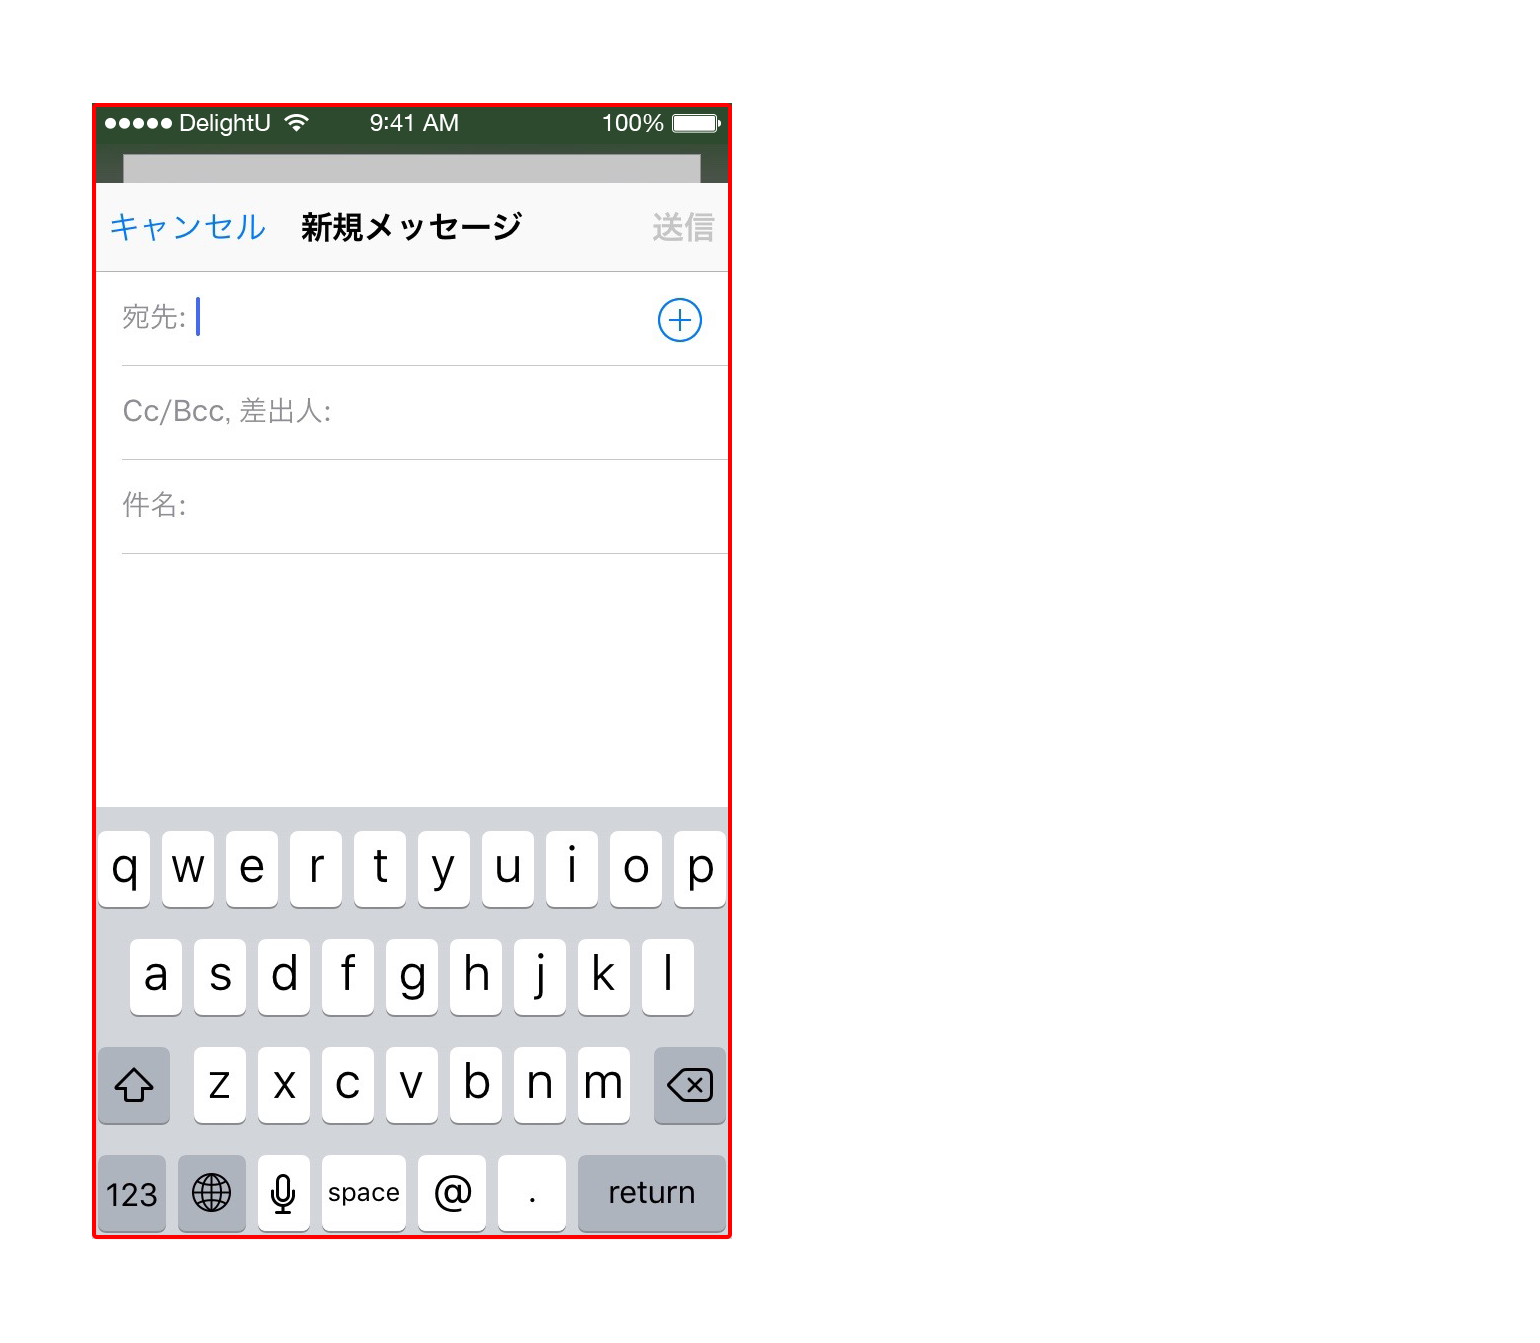 DelightU 9:41 AM 100%
キャンセル 新規メッセージ 送信
宛先:
Cc/Bcc, 差出人:
件名:
q w e r t y u i o p
a s d f g h j k l
z x c v b n m
123 space @ . return